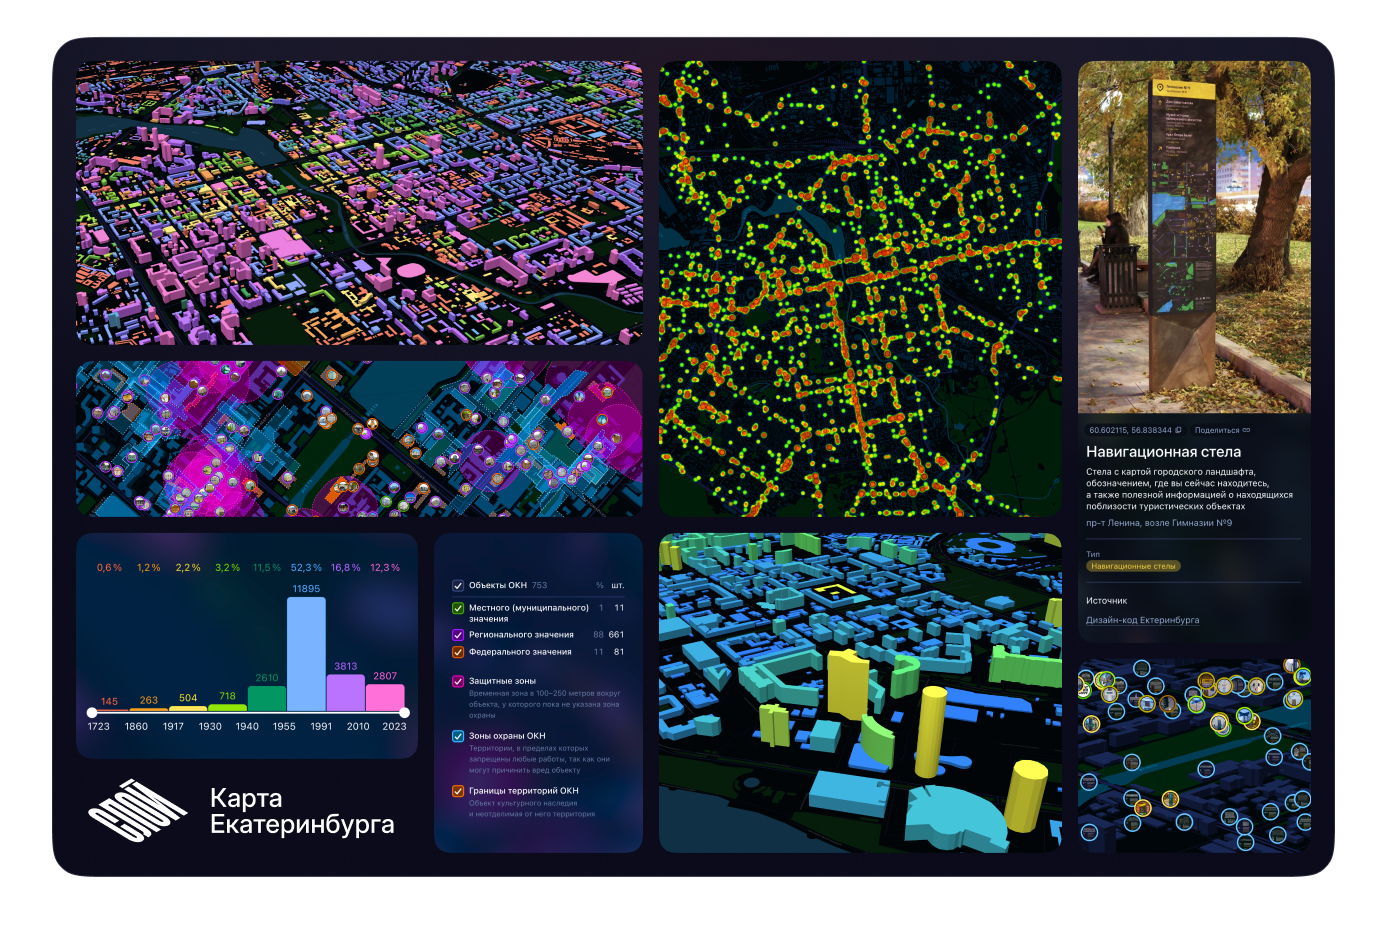 60.602115, 56.838344
Поделиться
Навигационная стела
Стела с картой городского ландшафта,
обозначением, где вы сейчас находитесь,
а также полезной информацией о находящихся
поблизости туристических объектах
пр-т Ленина, возле Гимназии №9
Тип
Навигационные стелы
Источник
Дизайн-код Ектеринбурга
0,6 % 1,2 % 2,2 % 3,2 % 11,5 % 52,3 % 16,8 % 12,3 %
145 263 504 718 2610 11895 3813 2807
1723 1860 1917 1930 1940 1955 1991 2010 2023
Объекты ОКН 753 % шт.
Местного (муниципального) 1 11
значения
Регионального значения 88 661
Федерального значения 11 81
Защитные зоны
Временная зона в 100–250 метров вокруг
объекта, у которого пока не указана зона
охраны
Зоны охраны ОКН
Территории, в пределах которых
запрещены любые работы, так как они
могут причинить вред объекту
Границы территорий ОКН
Объект культурного наследия
и неотделимая от него территория
СЛОЙ
Карта
Екатеринбурга